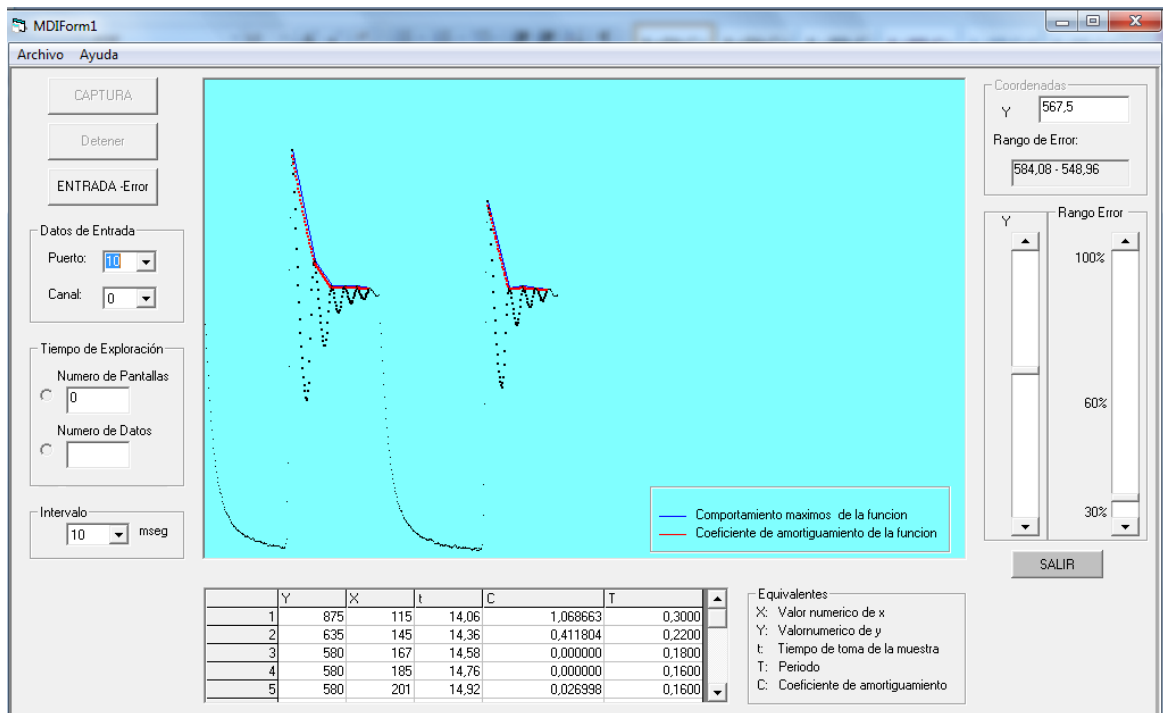 MDIForm1
Archivo Ayuda
CAPTURA
Detener
ENTRADA -Error
Datos de Entrada
Puerto: 10
Canal: 0
Tiempo de Exploración
Numero de Pantallas
0
Numero de Datos
Intervalo
10 mseg
Comportamiento maximos de la funcion
Coeficiente de amortiguamiento de la funcion
Coordenadas
Y 567,5
Rango de Error:
584,08 - 548,96
Y
Rango Error
100%
60%
30%
SALIR
Y X t C T
1 875 115 14,06 1,068663 0,3000
2 635 145 14,36 0,411804 0,2200
3 580 167 14,58 0,000000 0,1800
4 580 185 14,76 0,000000 0,1600
5 580 201 14,92 0,026998 0,1600
Equivalentes
X: Valor numerico de x
Y: Valornumerico de y
t: Tiempo de toma de la muestra
T: Periodo
C: Coeficiente de amortiguamiento